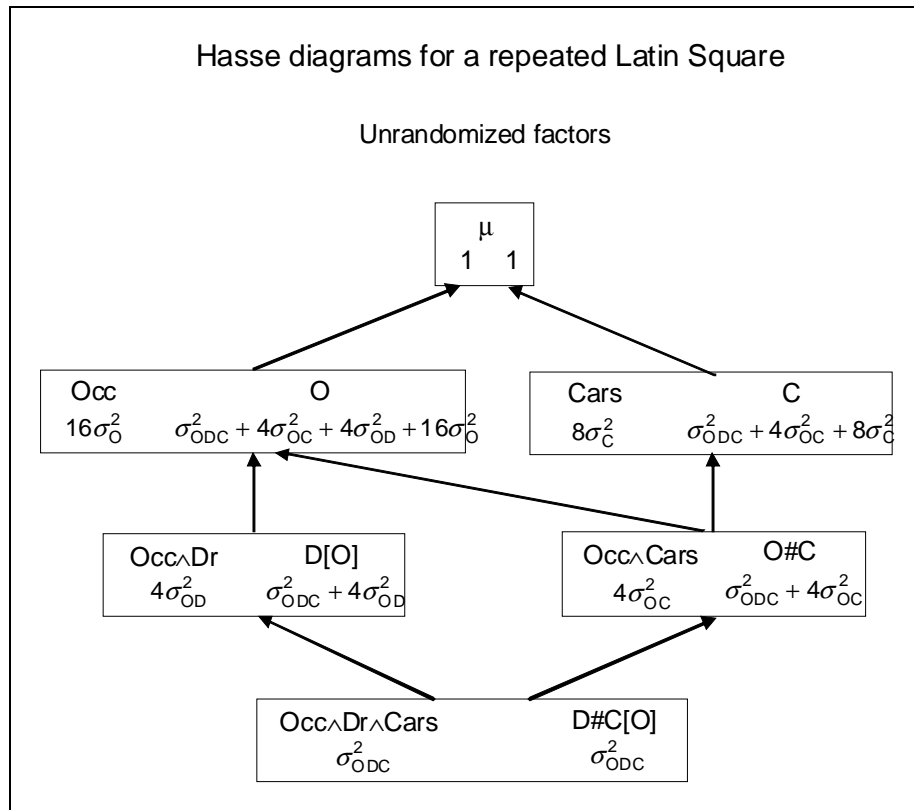 Hasse diagrams for a repeated Latin Square
Unrandomized factors
μ
1 1
Occ O
16σ²_O σ²_ODC + 4σ²_OC + 4σ²_OD + 16σ²_O
Cars C
8σ²_C σ²_ODC + 4σ²_OC + 8σ²_C
Occ∧Dr D[O]
4σ²_OD σ²_ODC + 4σ²_OD
Occ∧Cars O#C
4σ²_OC σ²_ODC + 4σ²_OC
Occ∧Dr∧Cars D#C[O]
σ²_ODC σ²_ODC